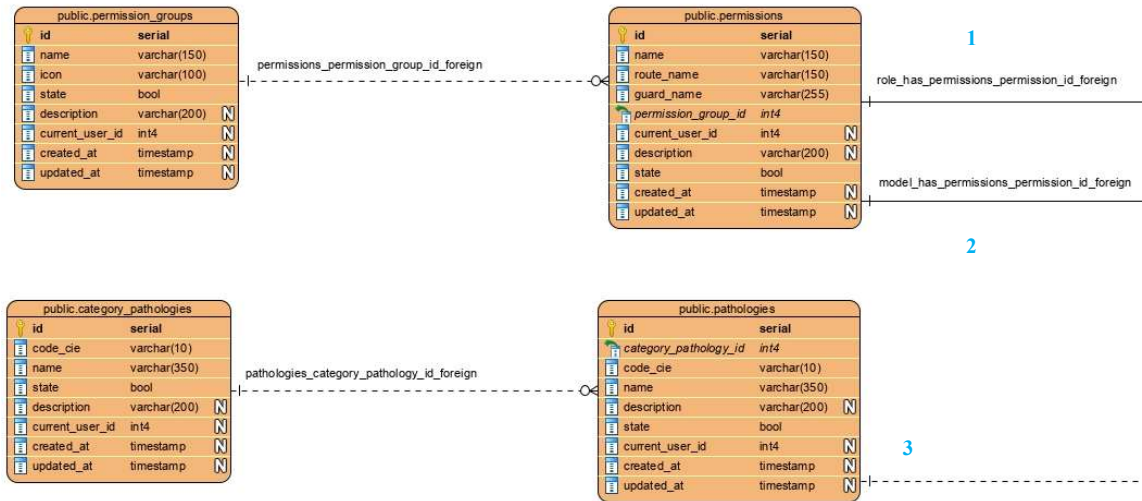 public.permission_groups
id serial
name varchar(150)
icon varchar(100)
state bool
description varchar(200) N
current_user_id int4 N
created_at timestamp N
updated_at timestamp N
permissions_permission_group_id_foreign
public.permissions
id serial
name varchar(150)
route_name varchar(150)
guard_name varchar(255)
permission_group_id int4
current_user_id int4 N
description varchar(200) N
state bool
created_at timestamp N
updated_at timestamp N
1
role_has_permissions_permission_id_foreign
model_has_permissions_permission_id_foreign
2
public.category_pathologies
id serial
code_cie varchar(10)
name varchar(350)
state bool
description varchar(200) N
current_user_id int4 N
created_at timestamp N
updated_at timestamp N
pathologies_category_pathology_id_foreign
public.pathologies
id serial
category_pathology_id int4
code_cie varchar(10)
name varchar(350)
description varchar(200) N
state bool
current_user_id int4 N
created_at timestamp N
updated_at timestamp N
3